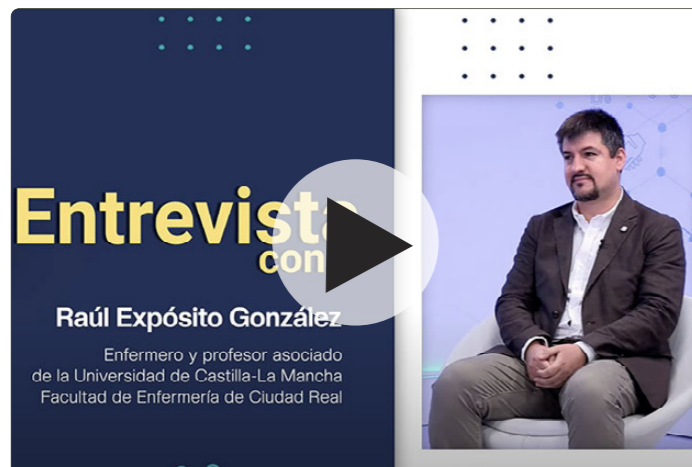 Entrevista
con
Raúl Expósito González
Enfermero y profesor asociado
de la Universidad de Castilla-La Mancha
Facultad de Enfermería de Ciudad Real